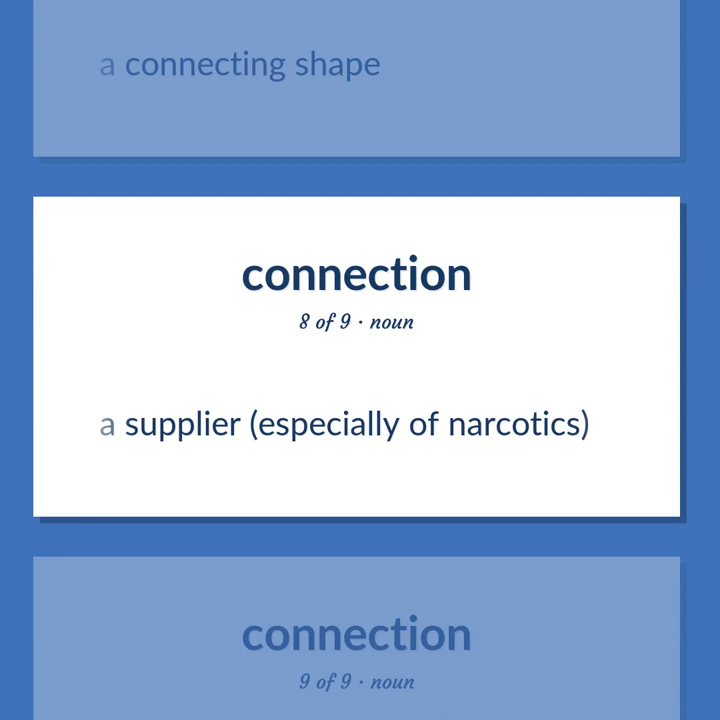 a connecting shape
connection
8 of 9 · noun
a supplier (especially of narcotics)
connection
9 of 9 · noun